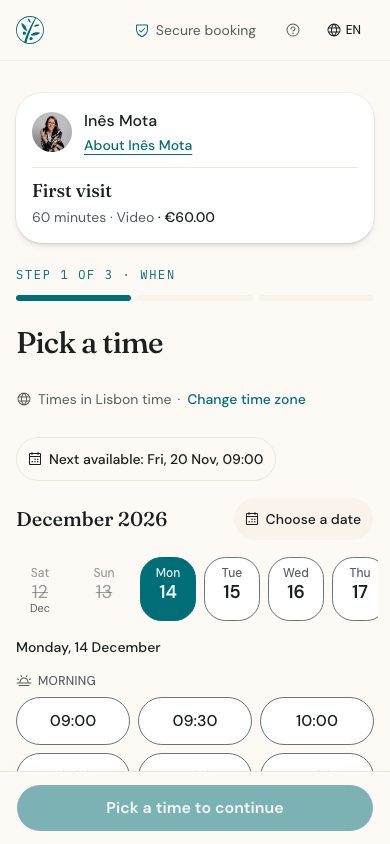 Secure booking
EN
Inês Mota
About Inês Mota
First visit
60 minutes · Video · €60.00
STEP 1 OF 3 · WHEN
Pick a time
Times in Lisbon time · Change time zone
Next available: Fri, 20 Nov, 09:00
December 2026
Choose a date
Sat Sun Mon Tue Wed Thu
12 13 14 15 16 17
Dec
Monday, 14 December
MORNING
09:00 09:30 10:00
Pick a time to continue